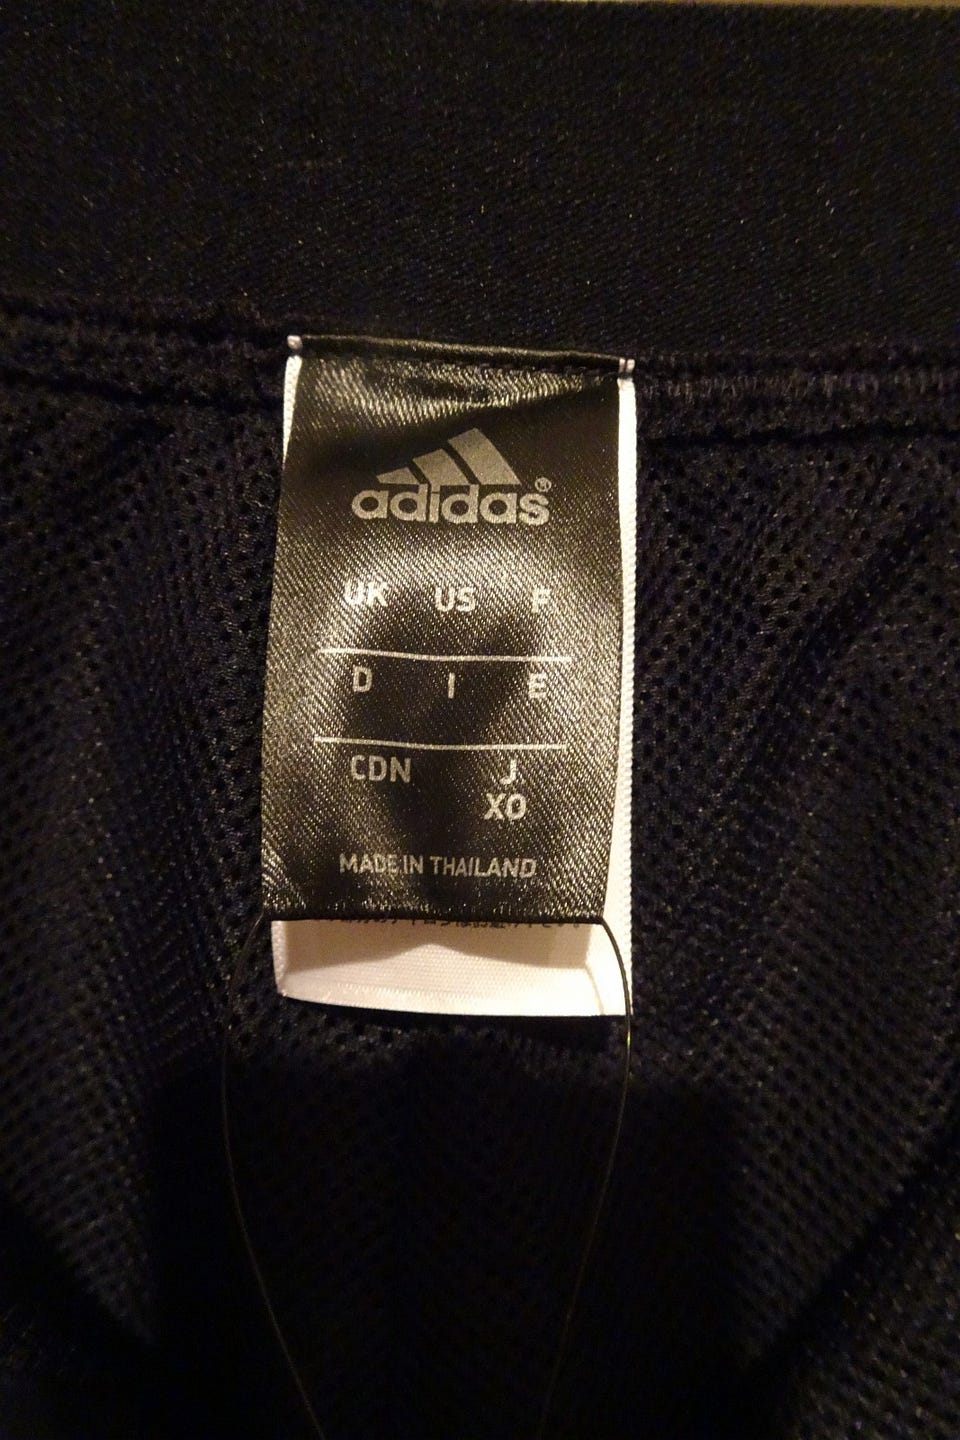 adidas®
UK US F
D I E
CDN J
XO
MADE IN THAILAND